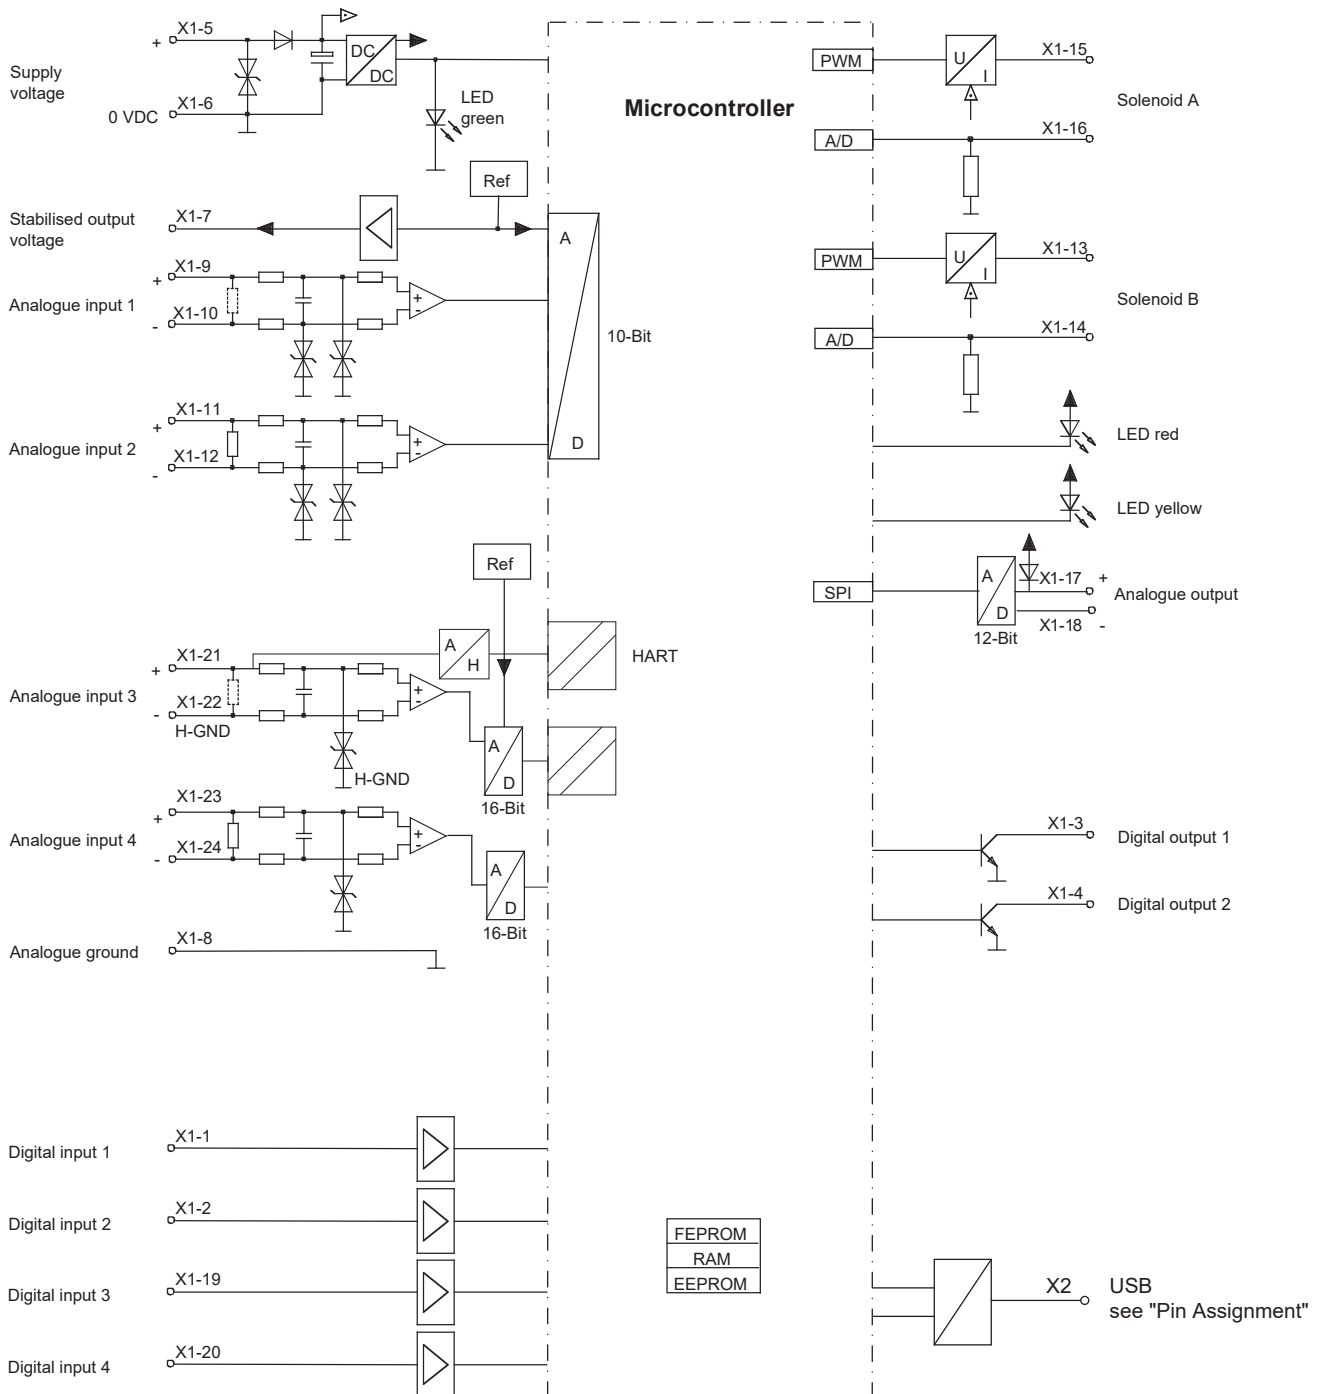 X1-5
+
Supply
voltage
X1-6
0 VDC
DC
DC
LED
green
Ref
Stabilised output
voltage
X1-7
X1-9
+
Analogue input 1
X1-10
-
+
-
X1-11
+
Analogue input 2
X1-12
-
+
-
A
D
10-Bit
Microcontroller
Ref
X1-21
+
Analogue input 3
X1-22
-
H-GND
+
-
H-GND
A
H
HART
A
D
16-Bit
X1-23
+
Analogue input 4
X1-24
-
+
-
A
D
16-Bit
Analogue ground
X1-8
Digital input 1
X1-1
Digital input 2
X1-2
Digital input 3
X1-19
Digital input 4
X1-20
FEPROM
RAM
EEPROM
PWM
U
I
X1-15
Solenoid A
A/D
X1-16
PWM
U
I
X1-13
Solenoid B
A/D
X1-14
LED red
LED yellow
SPI
A
D
12-Bit
X1-17
+
Analogue output
X1-18
-
X1-3
Digital output 1
X1-4
Digital output 2
X2
USB
see "Pin Assignment"